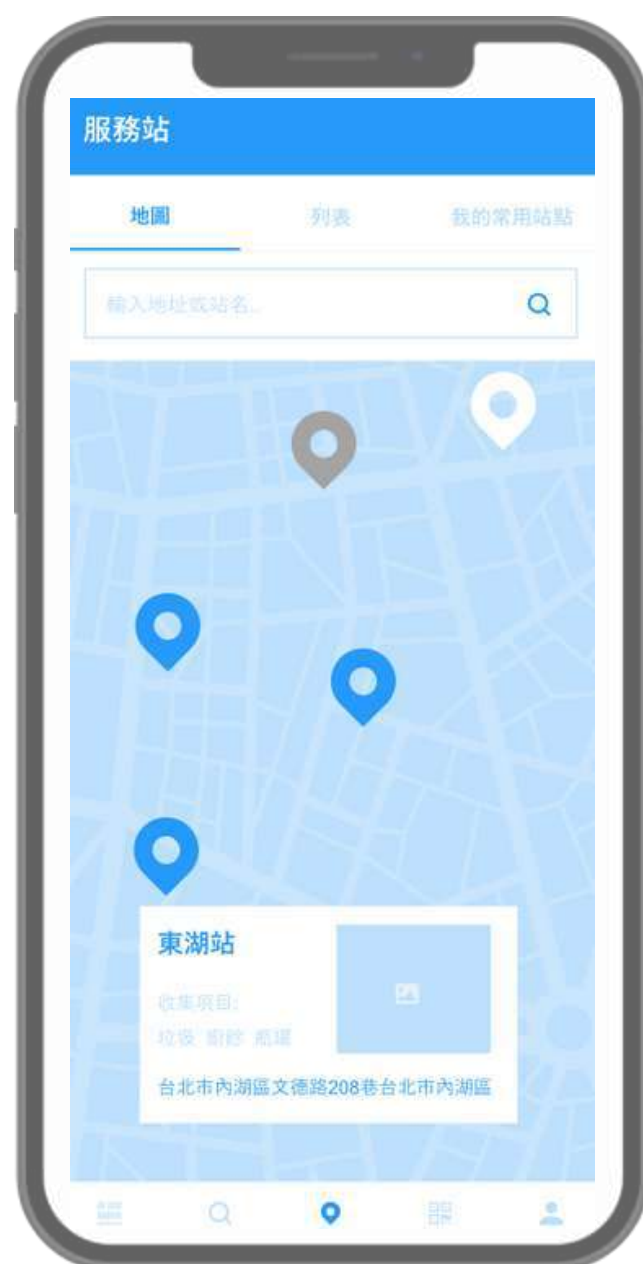 服務站
地圖 列表 我的常用站點
輸入地址或站名..
東湖站
收集項目:
垃圾 廚餘 瓶罐
台北市內湖區文德路208巷台北市內湖區